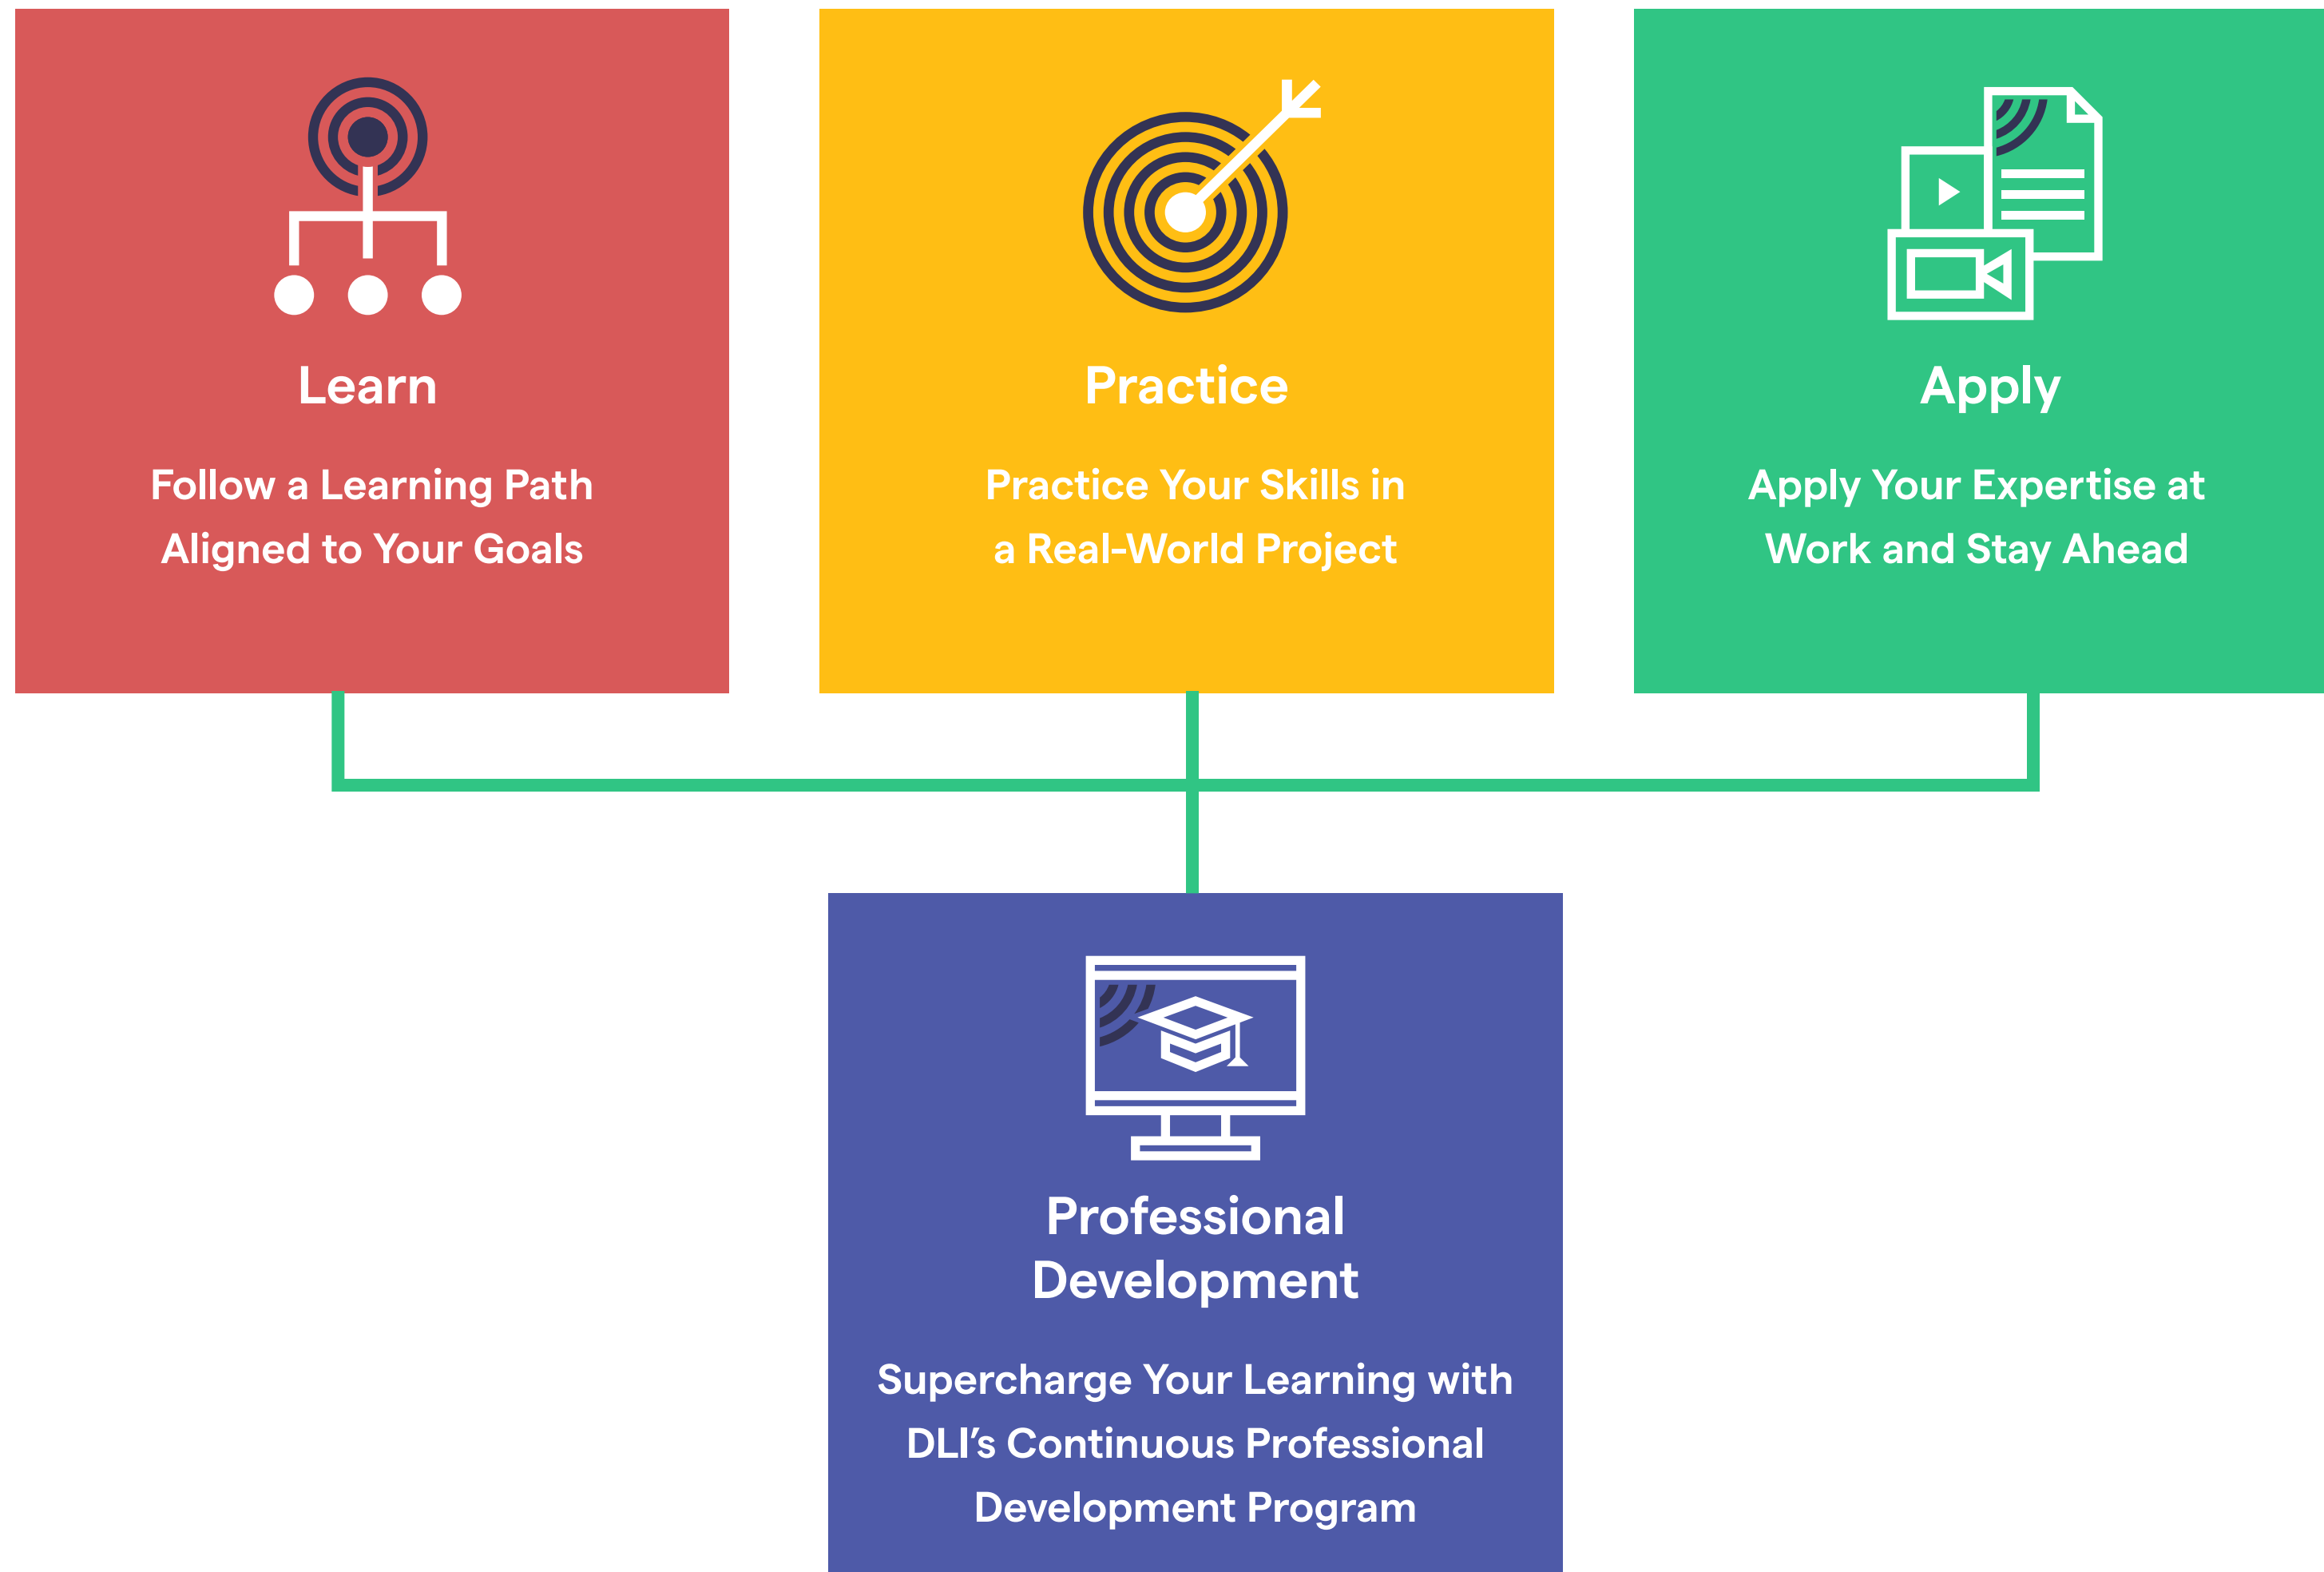 Learn
Follow a Learning Path
Aligned to Your Goals
Practice
Practice Your Skills in
a Real-World Project
Apply
Apply Your Expertise at
Work and Stay Ahead
Professional
Development
Supercharge Your Learning with
DLI’s Continuous Professional
Development Program